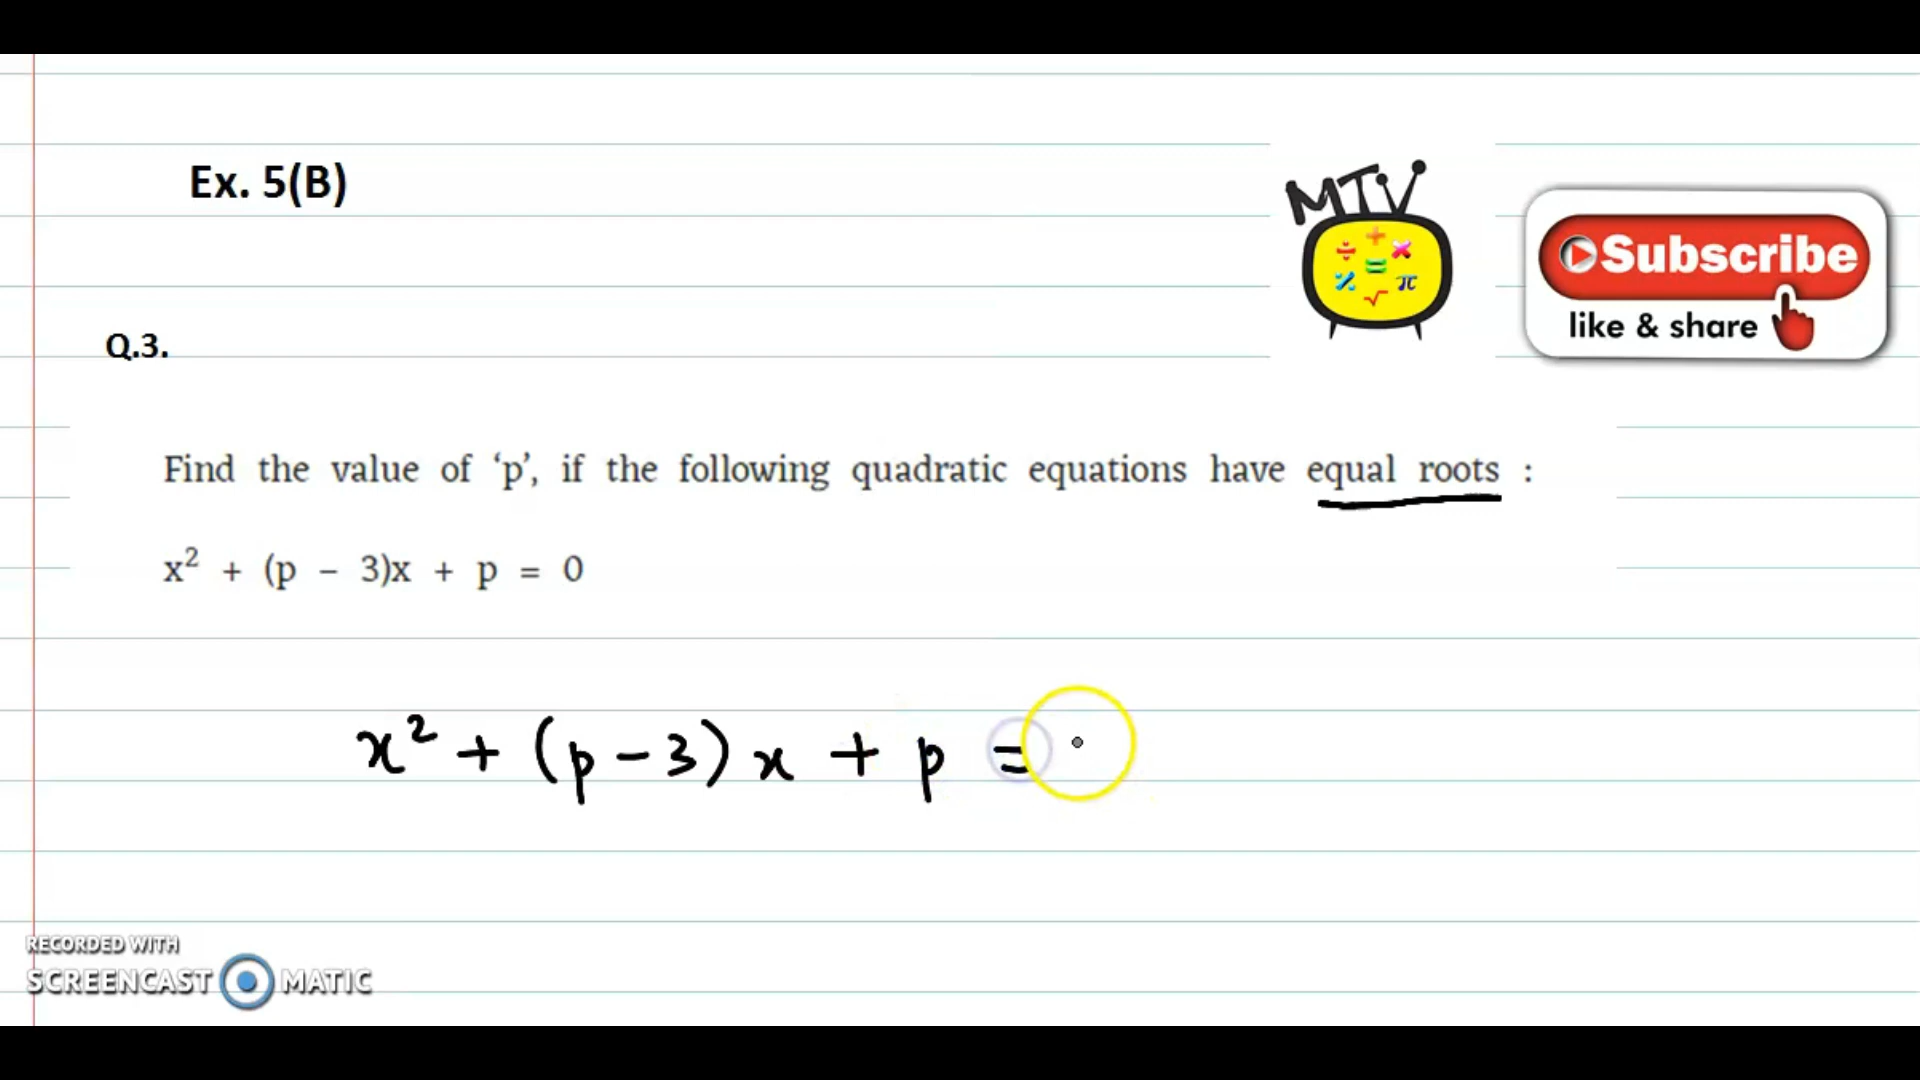 Ex. 5(B)
MTV
÷ + × = % π √
Subscribe
like & share
Q.3.
Find the value of ‘p’, if the following quadratic equations have equal roots :
x² + (p − 3)x + p = 0
x² + (p − 3) x + p =
RECORDED WITH
SCREENCAST MATIC